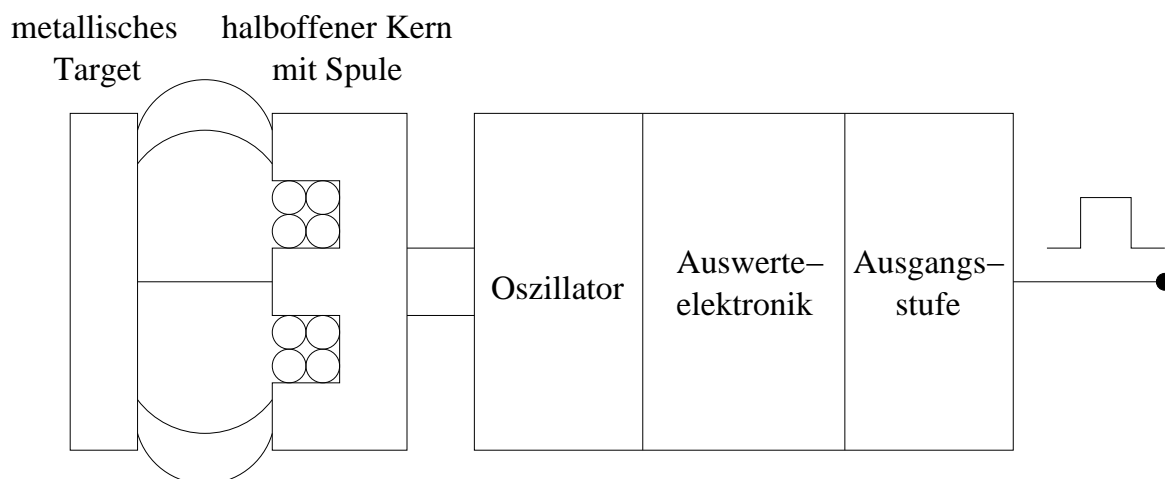 metallisches
Target
halboffener Kern
mit Spule
Oszillator
Auswerte–
elektronik
Ausgangs–
stufe